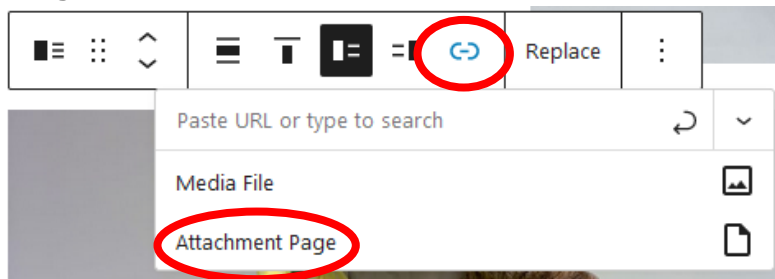 Replace
Paste URL or type to search
Media File
Attachment Page